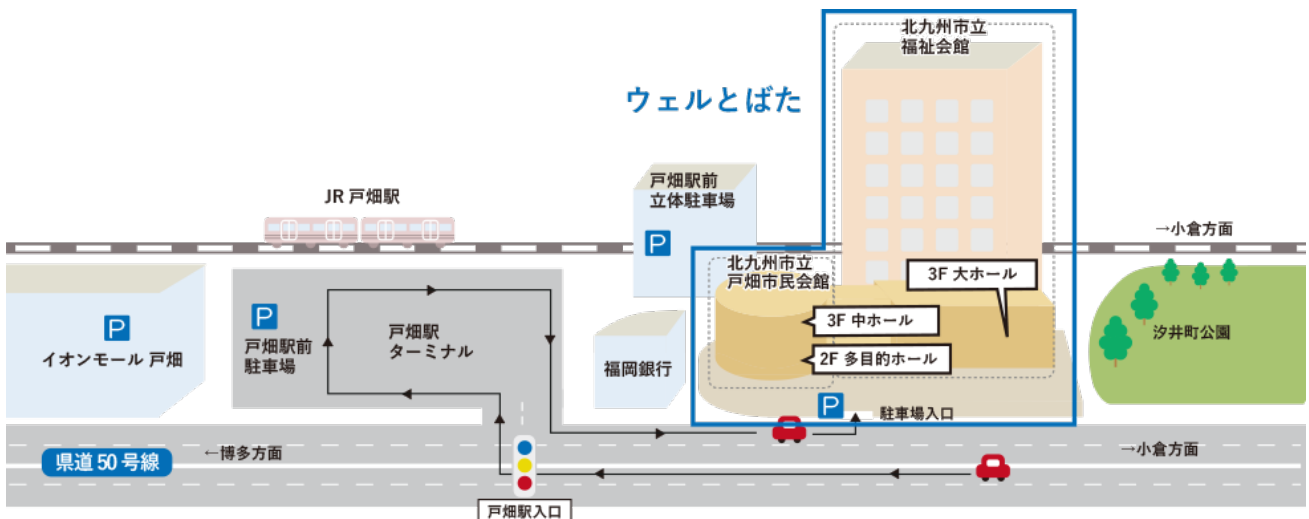 北九州市立
福祉会館
ウェルとばた
戸畑駅前
立体駐車場
P
JR 戸畑駅
→小倉方面
北九州市立
戸畑市民会館
3F 大ホール
3F 中ホール
2F 多目的ホール
P
イオンモール 戸畑
P
戸畑駅前
駐車場
戸畑駅
ターミナル
福岡銀行
汐井町公園
P
駐車場入口
県道50号線
←博多方面
→小倉方面
戸畑駅入口